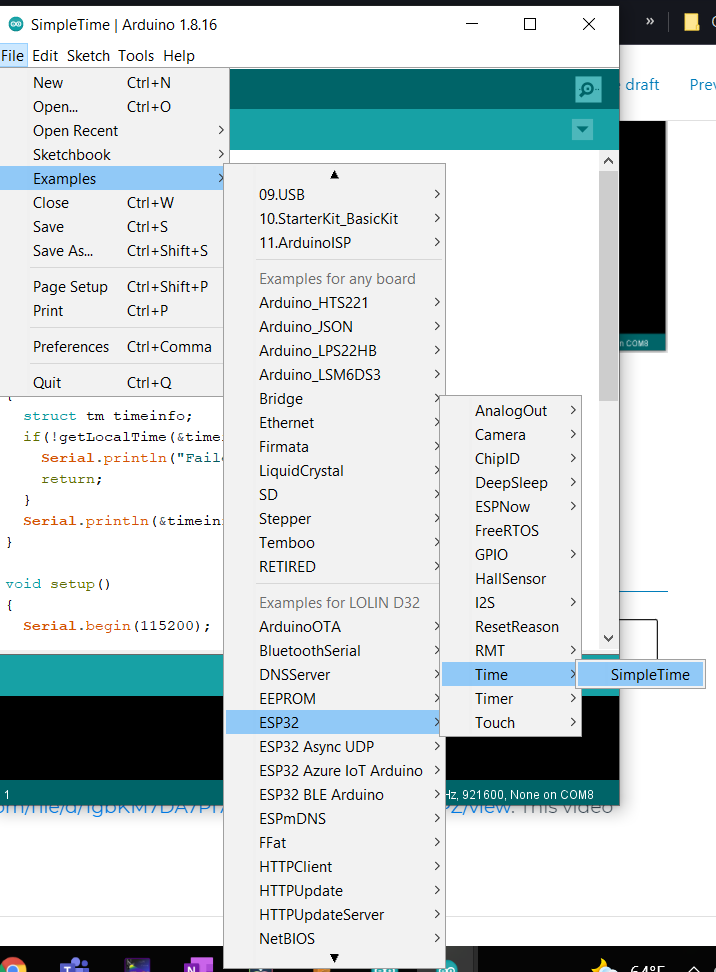 SimpleTime | Arduino 1.8.16
»
File Edit Sketch Tools Help
New Ctrl+N
Open... Ctrl+O
Open Recent
Sketchbook
Examples
Close Ctrl+W
Save Ctrl+S
Save As... Ctrl+Shift+S
Page Setup Ctrl+Shift+P
Print Ctrl+P
Preferences Ctrl+Comma
Quit Ctrl+Q
draft
09.USB
10.StarterKit_BasicKit
11.ArduinoISP
Examples for any board
Arduino_HTS221
Arduino_JSON
Arduino_LPS22HB
Arduino_LSM6DS3
Bridge
Ethernet
Firmata
LiquidCrystal
SD
Stepper
Temboo
RETIRED
Examples for LOLIN D32
ArduinoOTA
BluetoothSerial
DNSServer
EEPROM
ESP32
ESP32 Async UDP
ESP32 Azure IoT Arduino
ESP32 BLE Arduino
ESPmDNS
FFat
HTTPClient
HTTPUpdate
HTTPUpdateServer
NetBIOS
AnalogOut
Camera
ChipID
DeepSleep
ESPNow
FreeRTOS
GPIO
HallSensor
I2S
ResetReason
RMT
Time
Timer
Touch
SimpleTime
{
struct tm timeinfo;
if(!getLocalTime(&time
Serial.println("Faile
return;
}
Serial.println(&timein
}
void setup()
{
Serial.begin(115200);
on COM8
1
Hz, 921600, None on COM8
/view. This video
64°F